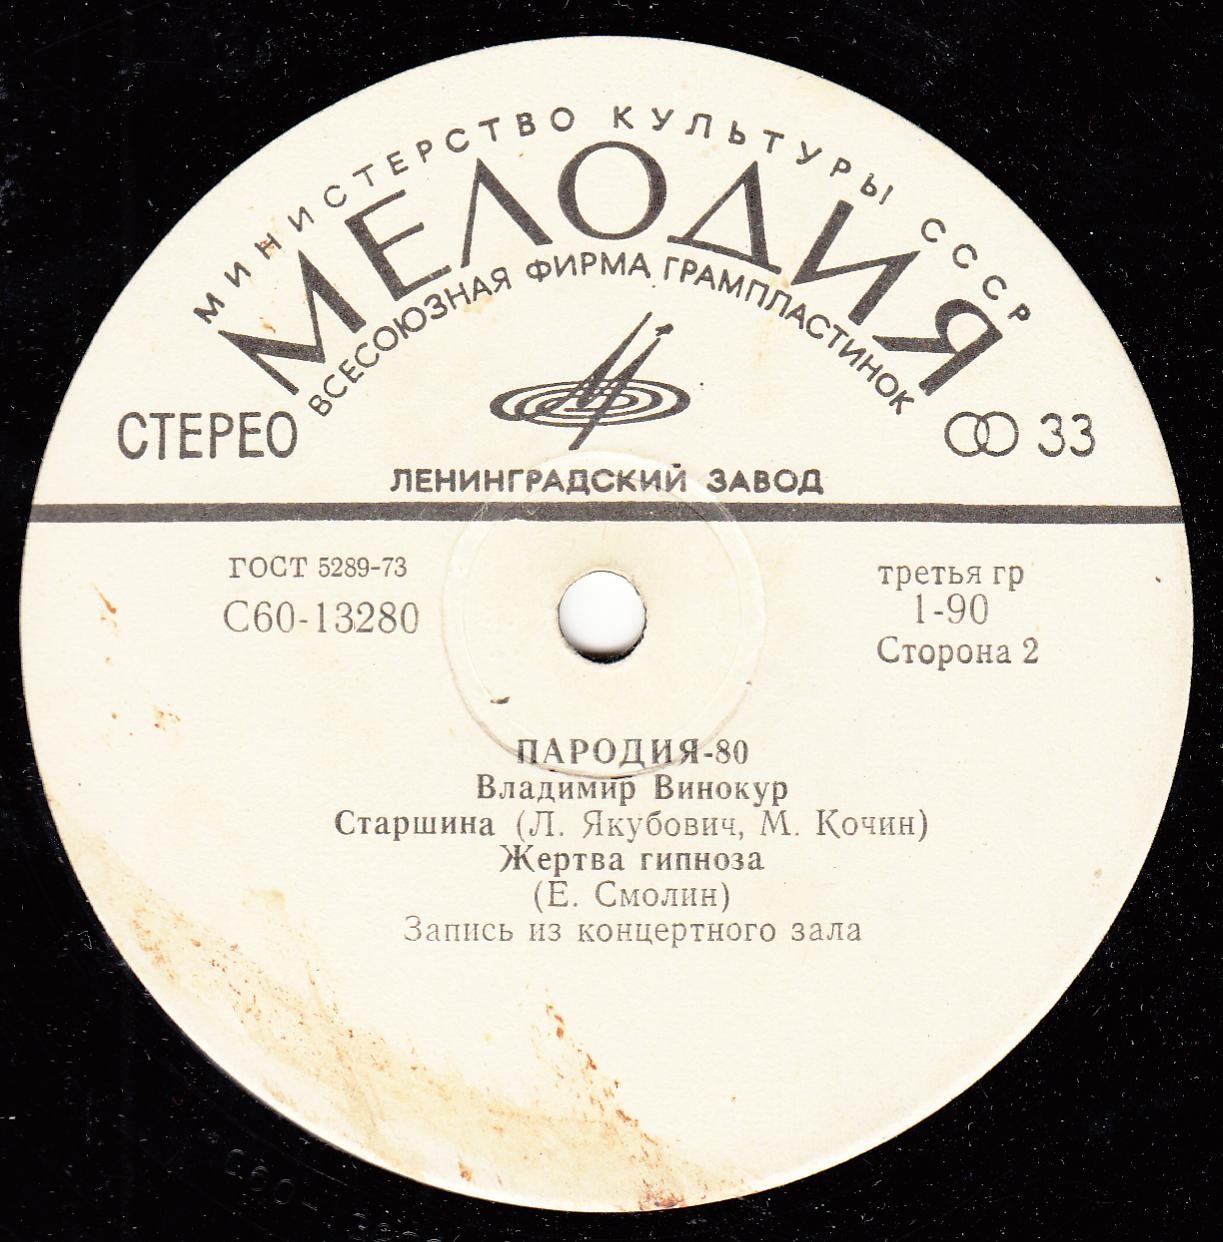 МИНИСТЕРСТВО КУЛЬТУРЫ СССР
МЕЛОДИЯ
ВСЕСОЮЗНАЯ ФИРМА ГРАМПЛАСТИНОК
СТЕРЕО
33
ЛЕНИНГРАДСКИЙ ЗАВОД
ГОСТ 5289-73
С60-13280
третья гр
1-90
Сторона 2
ПАРОДИЯ-80
Владимир Винокур
Старшина (Л. Якубович, М. Кочин)
Жертва гипноза
(Е. Смолин)
Запись из концертного зала